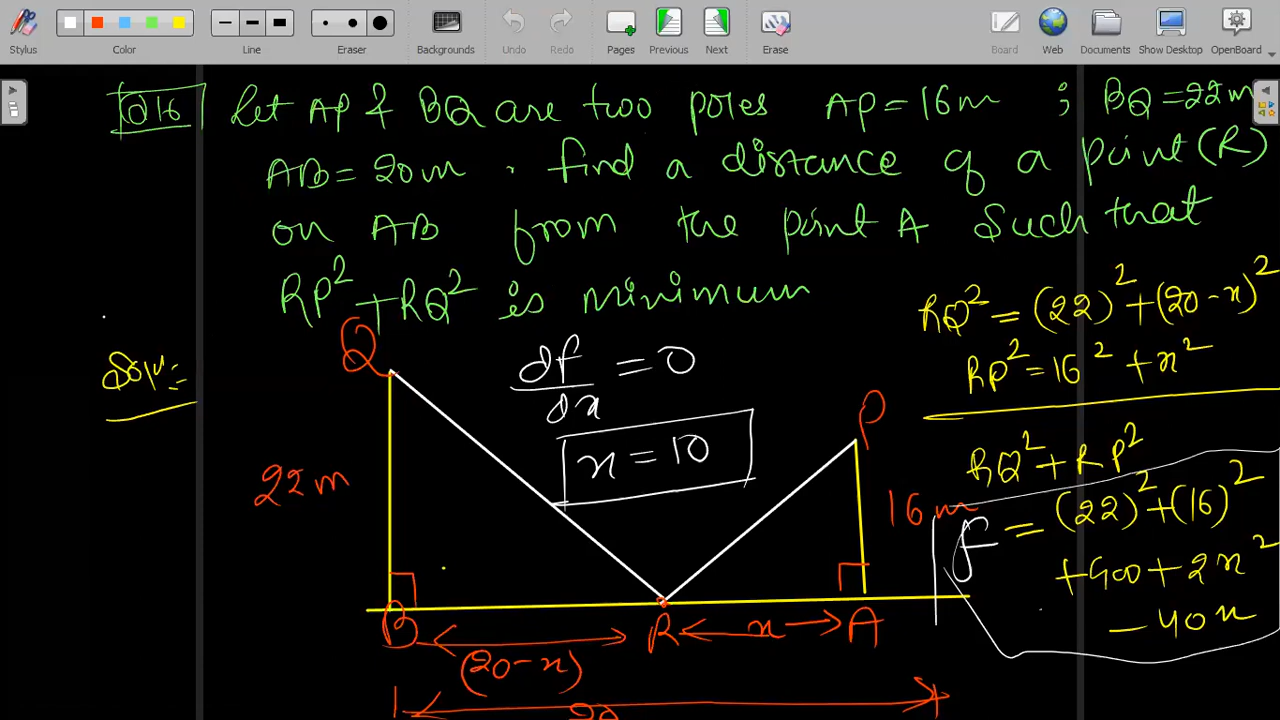 Stylus
Color
Line
Eraser
Backgrounds
Undo
Redo
Pages
Previous
Next
Erase
Board
Web
Documents
Show Desktop
OpenBoard
Q16 Let AP & BQ are two poles AP = 16m ; BQ = 22m
AB = 20m . find a distance of a point (R)
on AB from the point A such that
RP² + RQ² is minimum
Solⁿ:
RQ² = (22)² + (20-x)²
RP² = 16² + x²
RQ² + RP²
f = (22)² + (16)²
+400 + 2x²
- 40x
df/dx = 0
x = 10
Q
P
22m
16m
B
R
x
A
(20-x)
20